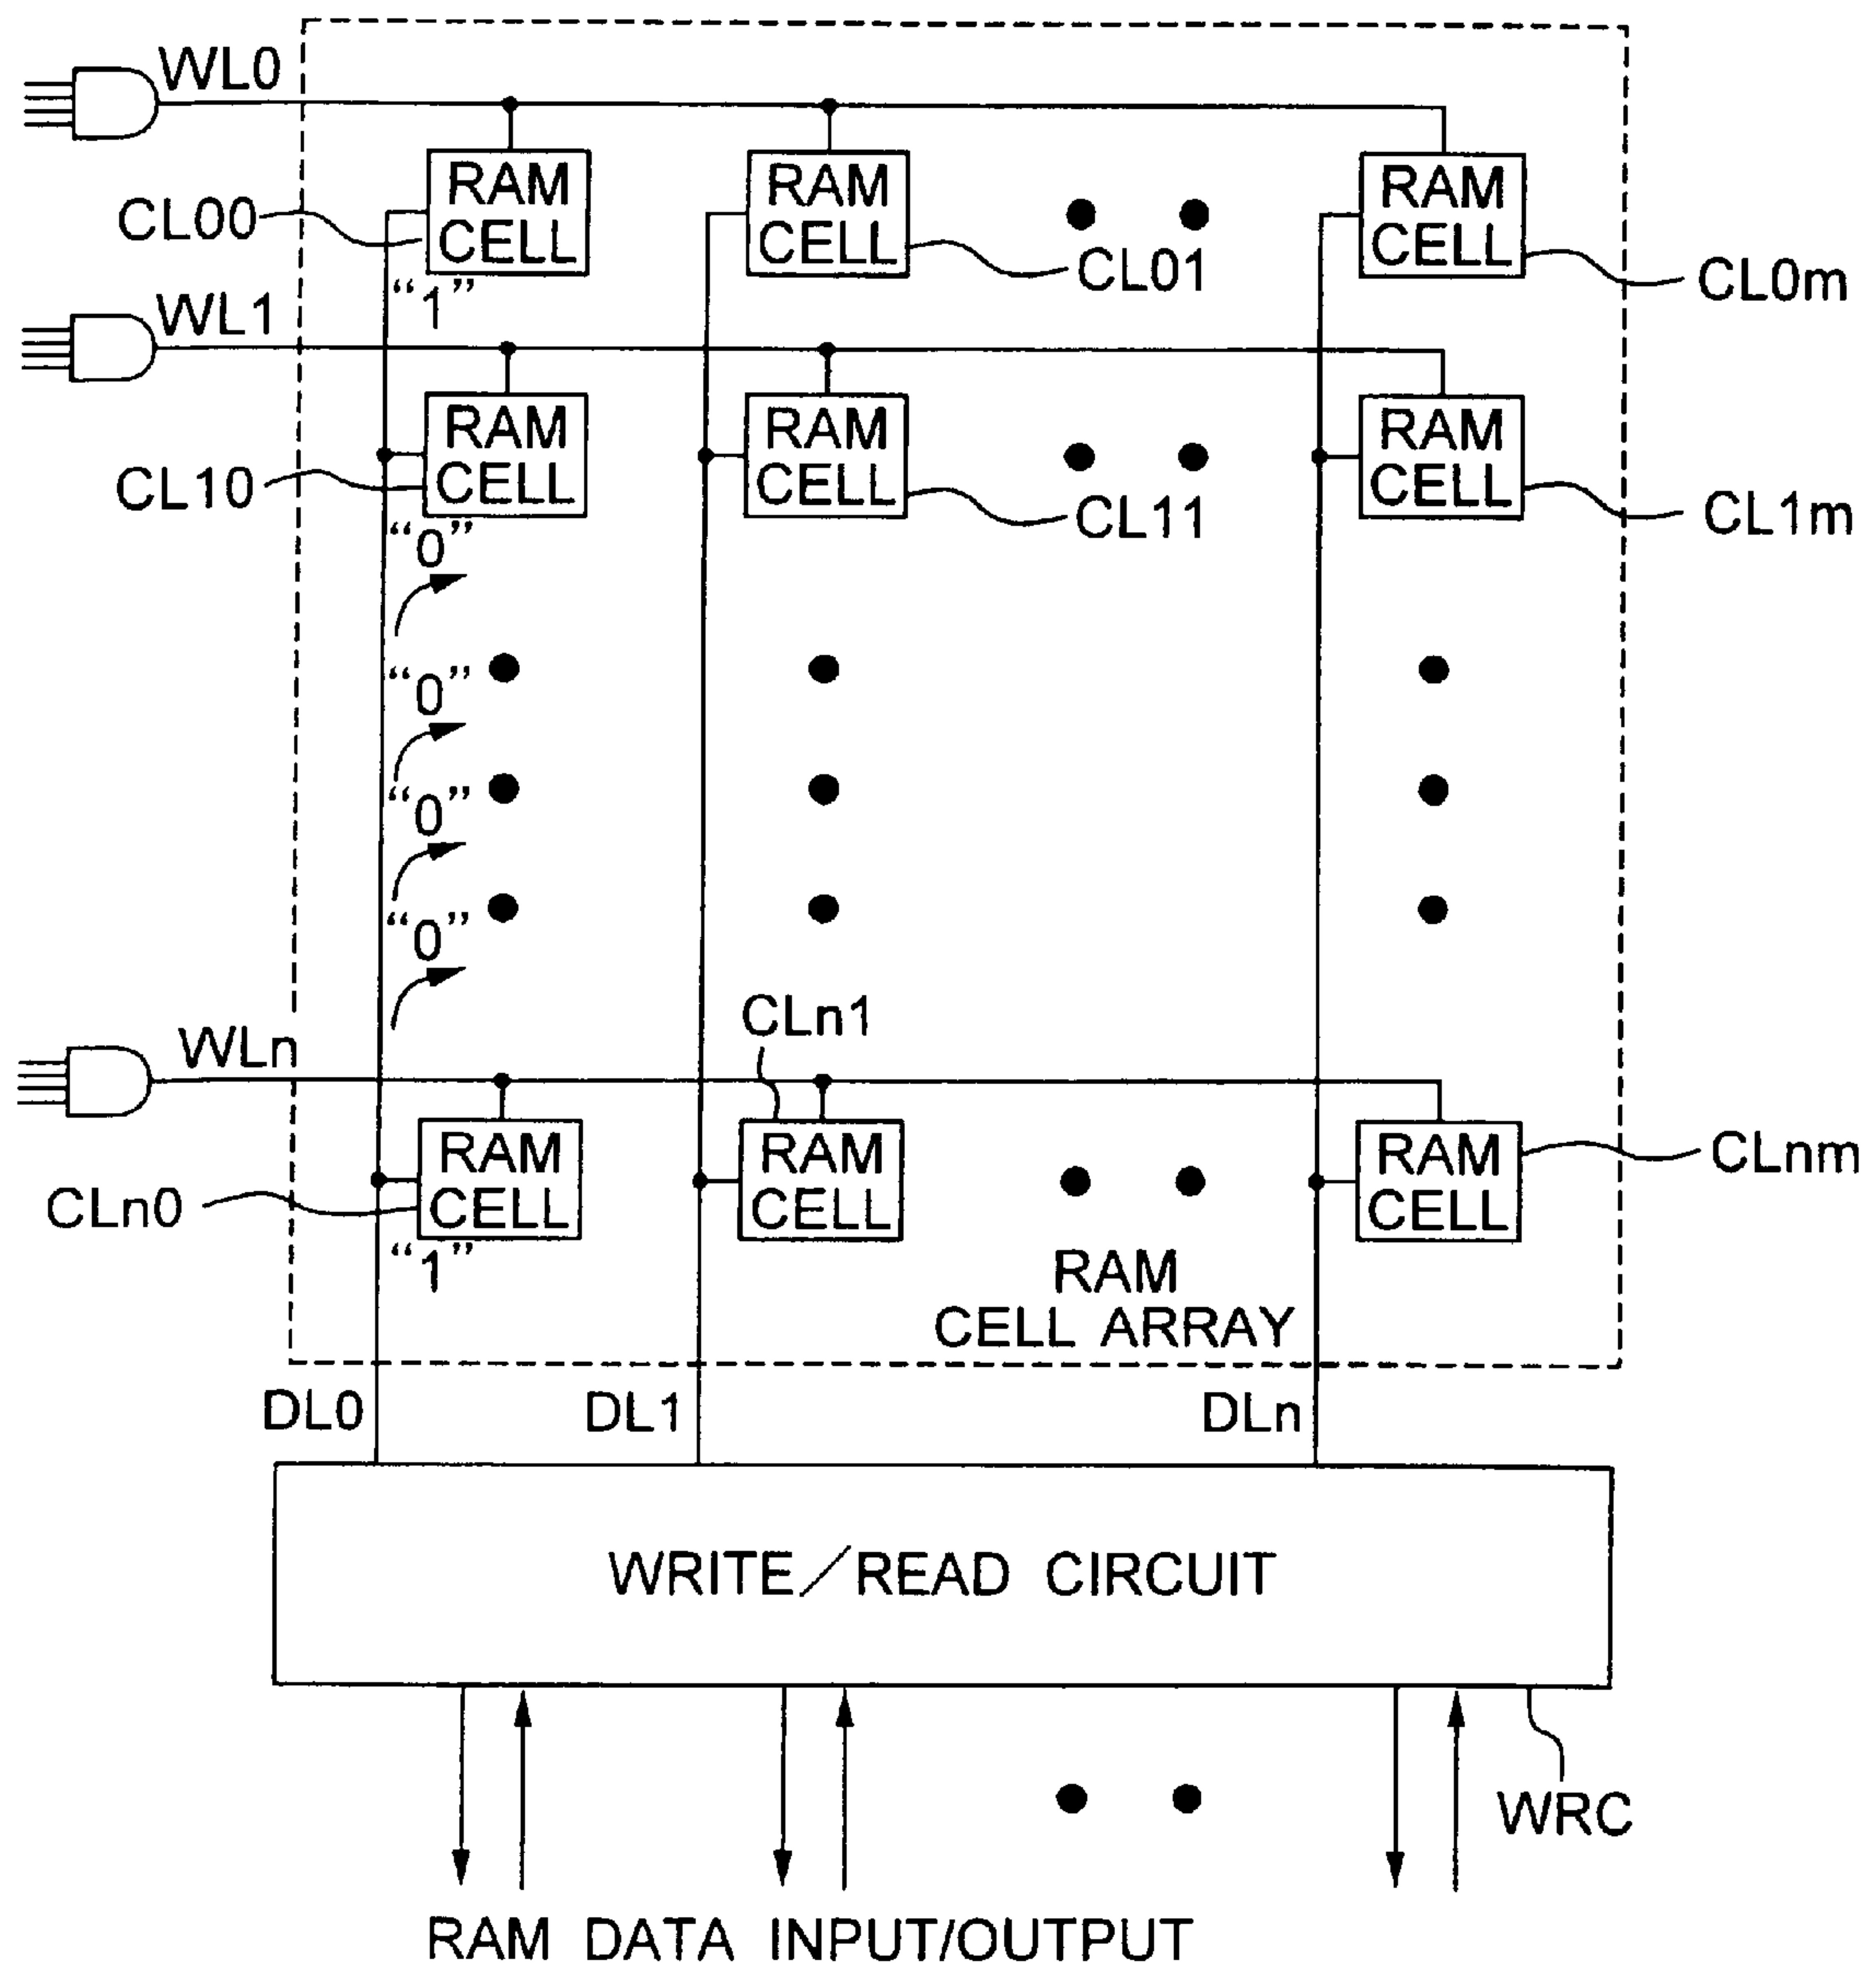 WL0
RAM
CELL
RAM
CELL
RAM
CELL
CL00
CL01
CL0m
“1”
WL1
RAM
CELL
RAM
CELL
RAM
CELL
CL10
CL11
CL1m
“0”
“0”
“0”
“0”
CLn1
WLn
RAM
CELL
RAM
CELL
RAM
CELL
CLnm
CLn0
“1”
RAM
CELL ARRAY
DL0
DL1
DLn
WRITE/READ CIRCUIT
WRC
RAM DATA INPUT/OUTPUT